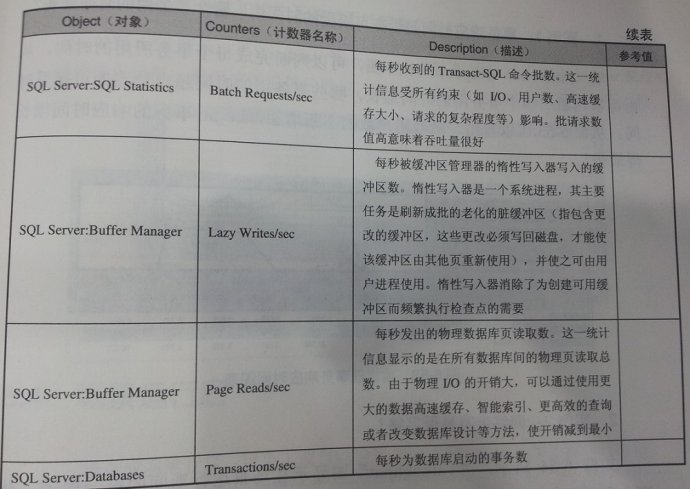 续表
Object（对象） Counters（计数器名称） Description（描述） 参考值
SQL Server:SQL Statistics Batch Requests/sec
每秒收到的 Transact-SQL 命令批数。这一统
计信息受所有约束（如 I/O、用户数、高速缓
存大小、请求的复杂程度等）影响。批请求数
值高意味着吞吐量很好
SQL Server:Buffer Manager Lazy Writes/sec
每秒被缓冲区管理器的惰性写入器写入的缓
冲区数。惰性写入器是一个系统进程，其主要
任务是刷新成批的老化的脏缓冲区（指包含更
改的缓冲区，这些更改必须写回磁盘，才能使
该缓冲区由其他页重新使用），并使之可由用
户进程使用。惰性写入器消除了为创建可用缓
冲区而频繁执行检查点的需要
SQL Server:Buffer Manager Page Reads/sec
每秒发出的物理数据库页读取数。这一统计
信息显示的是在所有数据库间的物理页读取总
数。由于物理 I/O 的开销大，可以通过使用更
大的数据高速缓存、智能索引、更高效的查询
或者改变数据库设计等方法，使开销减到最小
SQL Server:Databases Transactions/sec 每秒为数据库启动的事务数